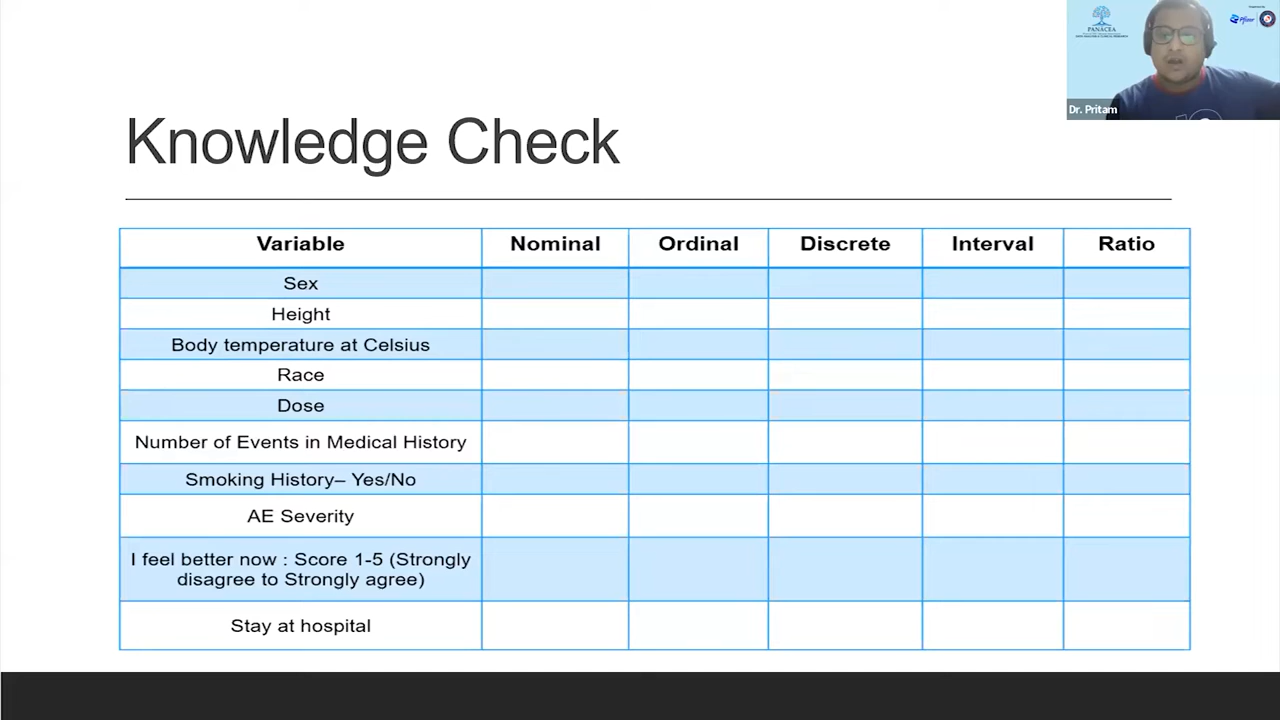 PANACEA
Pfizer
Dr. Pritam
Knowledge Check
Variable Nominal Ordinal Discrete Interval Ratio
Sex
Height
Body temperature at Celsius
Race
Dose
Number of Events in Medical History
Smoking History– Yes/No
AE Severity
I feel better now : Score 1-5 (Strongly
disagree to Strongly agree)
Stay at hospital